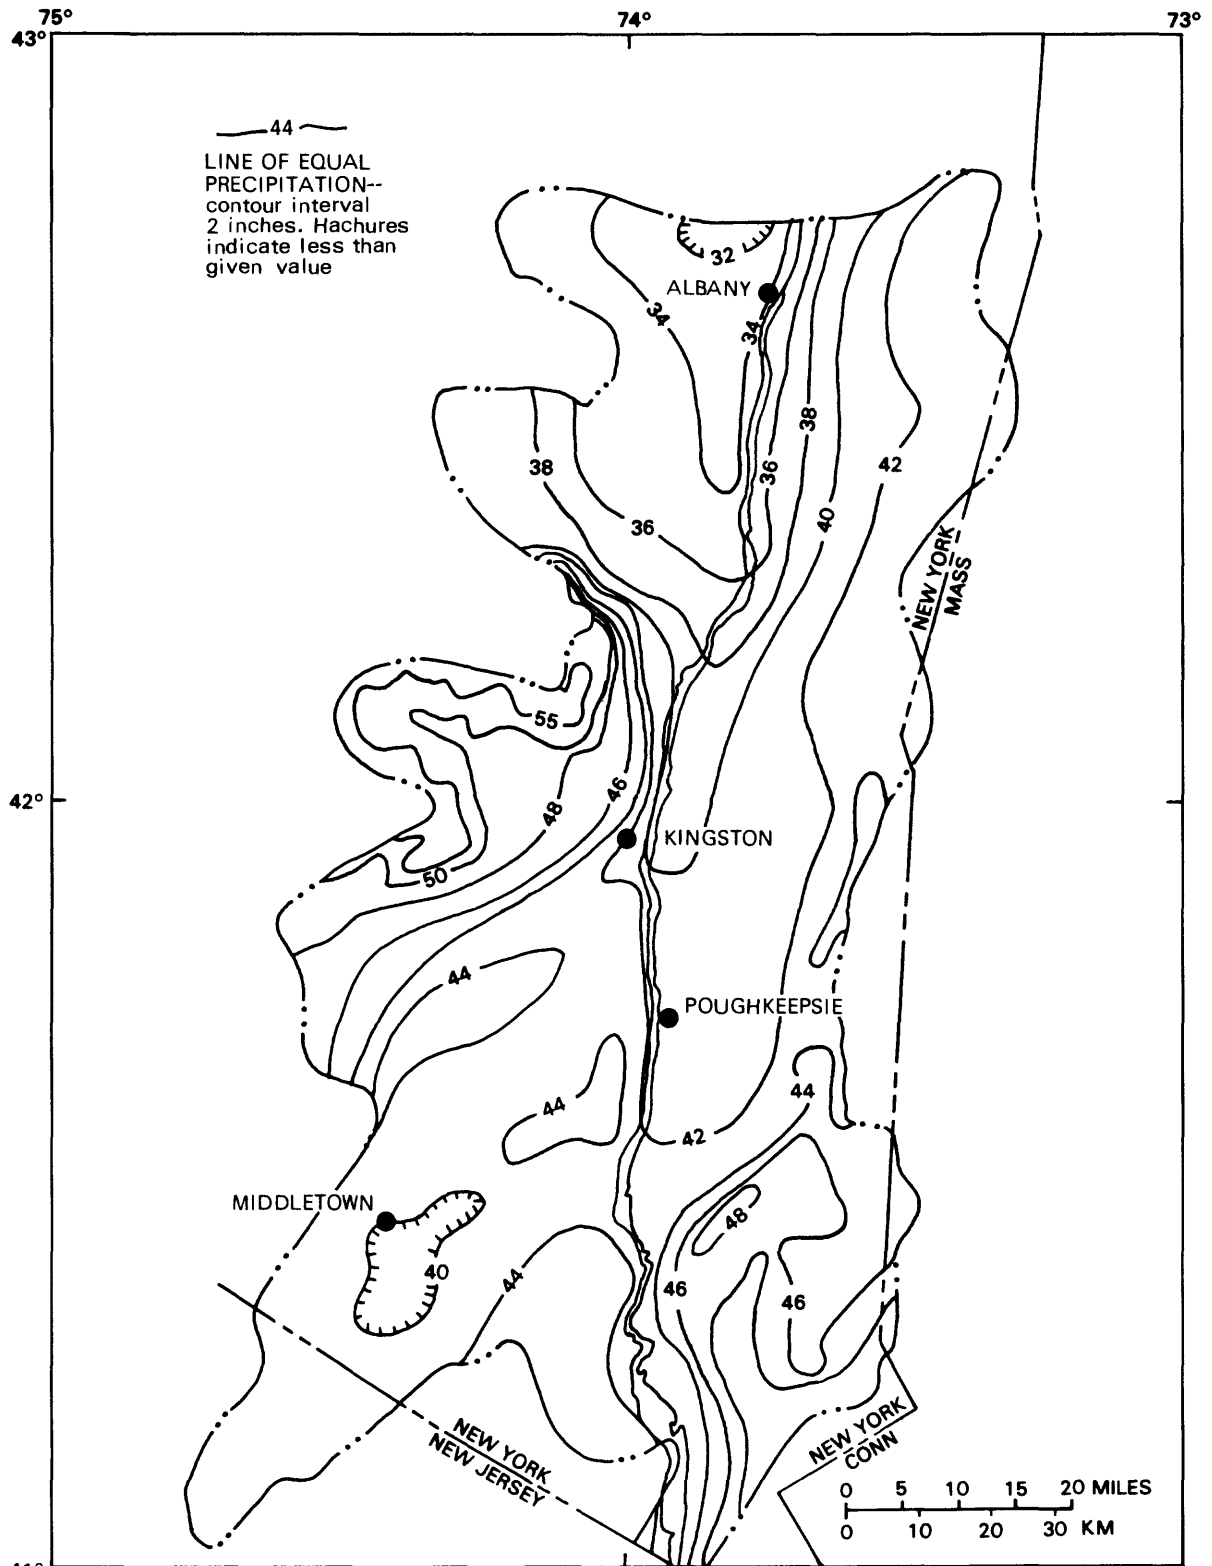 75° 74° 73°
43°
44
LINE OF EQUAL
PRECIPITATION--
contour interval
2 inches. Hachures
indicate less than
given value
32
ALBANY
34
34
38
38
42
36
36
40
NEW YORK
MASS
55
46
48
42°
KINGSTON
50
44
POUGHKEEPSIE
44
44
42
MIDDLETOWN
48
40
44
46
46
NEW YORK
NEW JERSEY
NEW YORK
CONN
0 5 10 15 20 MILES
0 10 20 30 KM